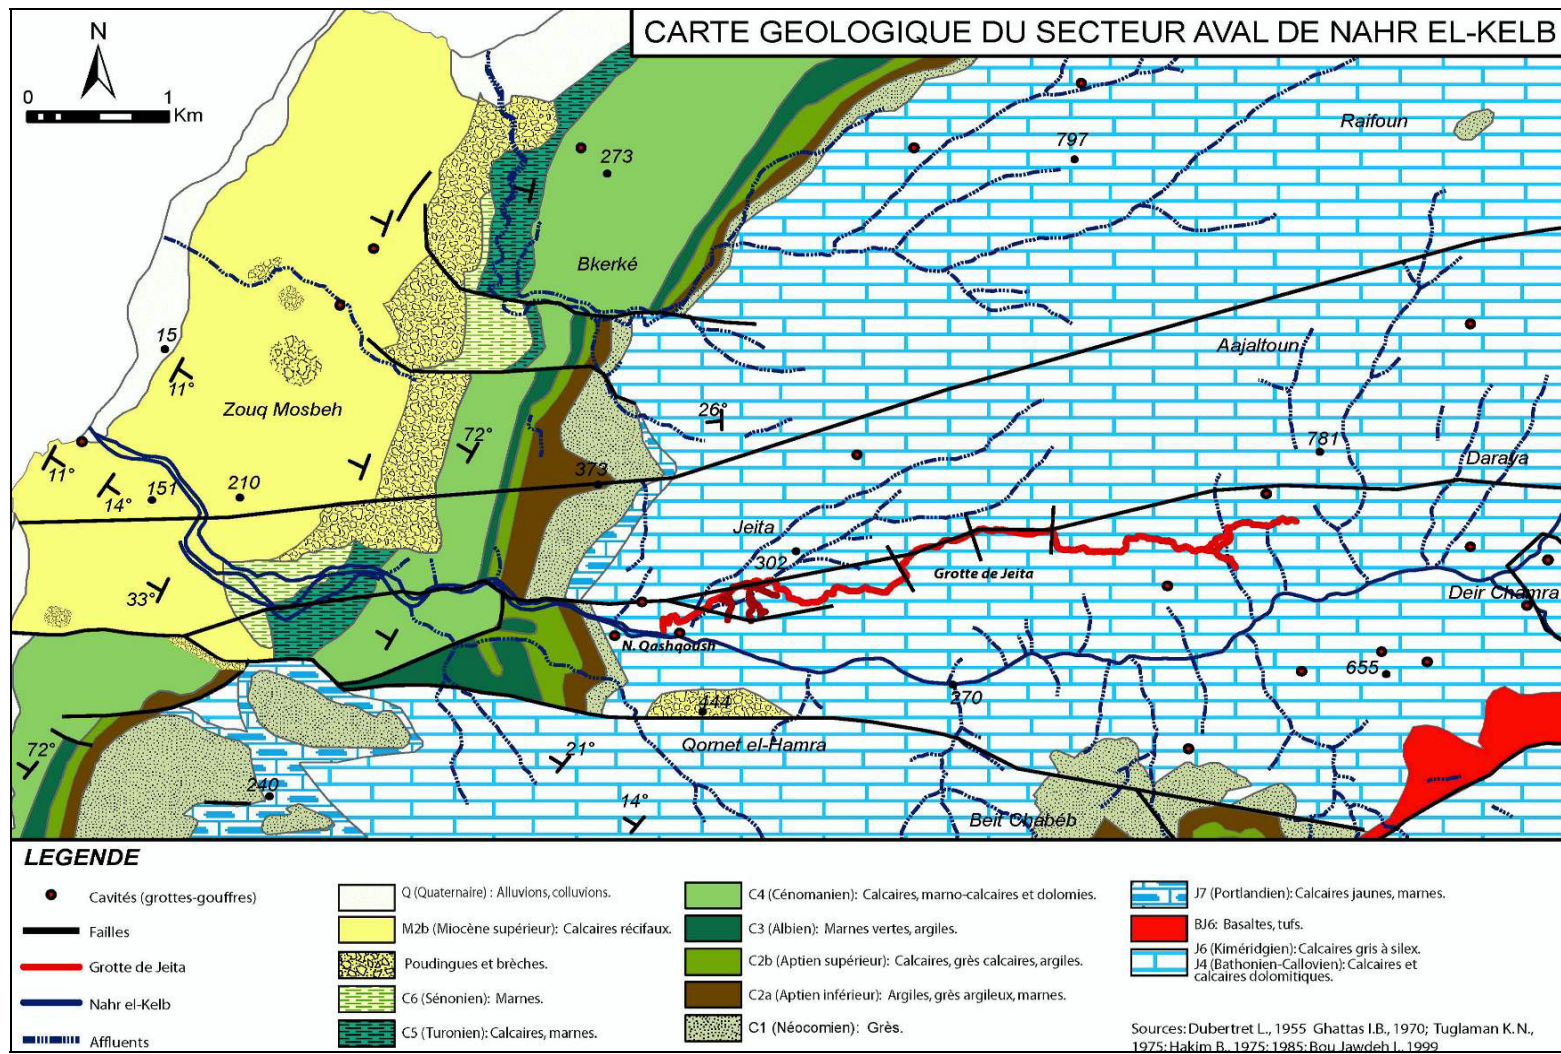 CARTE GEOLOGIQUE DU SECTEUR AVAL DE NAHR EL-KELB
N
0 1
Km
Raifoun
797
273
Bkerké
15
Aajaltoun
11°
Zouq Mosbeh
26°
72°
781
Daraya
11°
14°
151
210
373
Jeita
302
Grotte de Jeita
33°
Deir Chamra
N. Qashqoush
655
270
444
72°
21°
Qornet el-Hamra
240
14°
Beit Chabéb
LEGENDE
Cavités (grottes-gouffres)
Failles
Grotte de Jeita
Nahr el-Kelb
Affluents
Q (Quaternaire) : Alluvions, colluvions.
M2b (Miocène supérieur): Calcaires récifaux.
Poudingues et brèches.
C6 (Sénonien): Marnes.
C5 (Turonien): Calcaires, marnes.
C4 (Cénomanien): Calcaires, marno-calcaires et dolomies.
C3 (Albien): Marnes vertes, argiles.
C2b (Aptien supérieur): Calcaires, grès calcaires, argiles.
C2a (Aptien inférieur): Argiles, grès argileux, marnes.
C1 (Néocomien): Grès.
J7 (Portlandien): Calcaires jaunes, marnes.
BJ6: Basaltes, tufs.
J6 (Kiméridgien): Calcaires gris à silex.
J4 (Bathonien-Callovien): Calcaires et
calcaires dolomitiques.
Sources: Dubertret L., 1955 Ghattas I.B., 1970; Tuglaman K.N.,
1975; Hakim B., 1975; 1985; Bou Jawdeh J., 1999